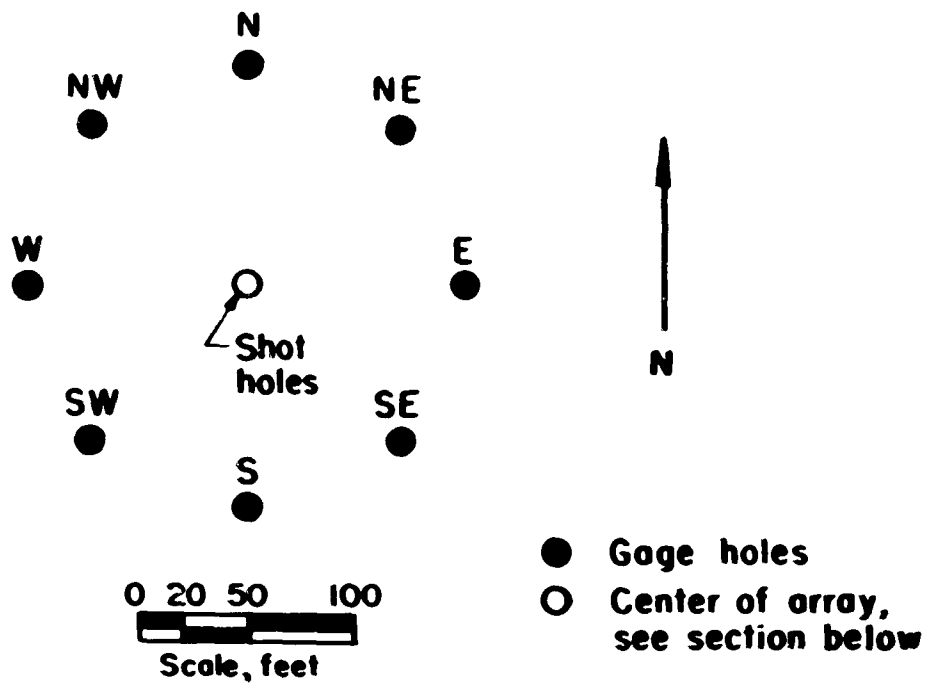 N
NW
NE
W
E
Shot
holes
N
SW
SE
S
Gage holes
0 20 50 100
Center of array,
see section below
Scale, feet